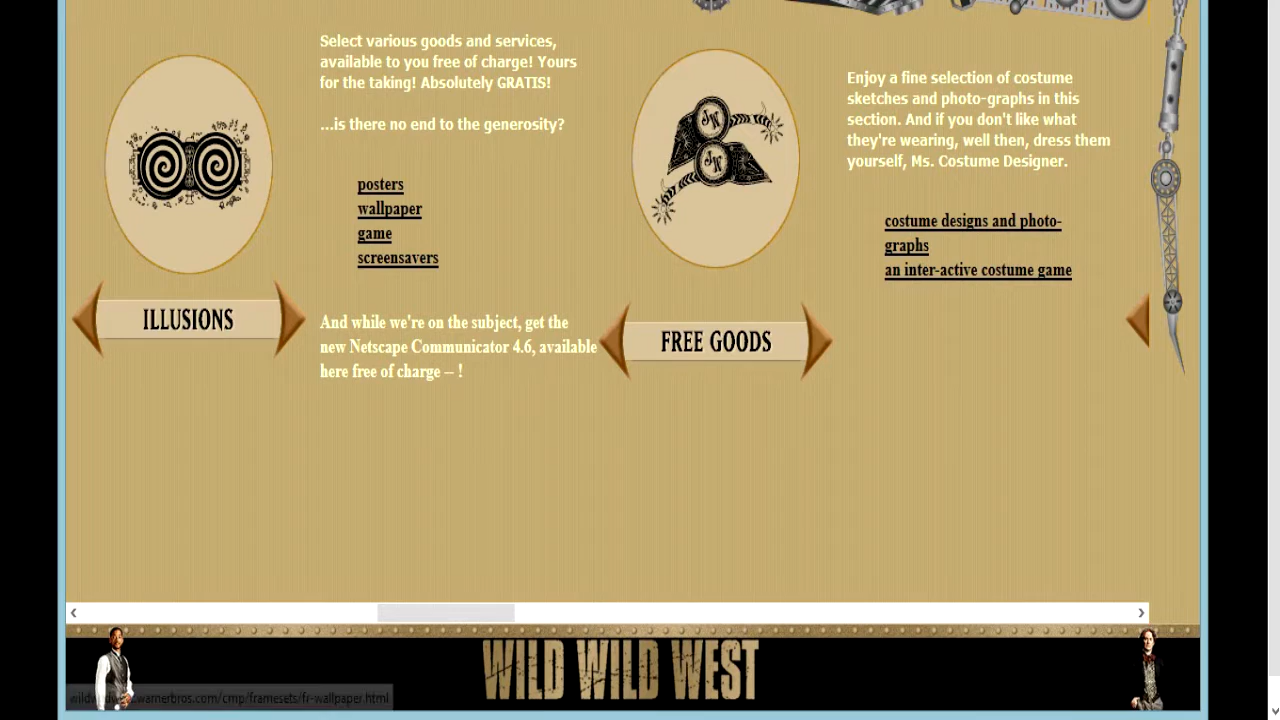 Select various goods and services,
available to you free of charge! Yours
for the taking! Absolutely GRATIS!
...is there no end to the generosity?
posters
wallpaper
game
screensavers
ILLUSIONS
And while we're on the subject, get the
new Netscape Communicator 4.6, available
here free of charge -- !
JW
JW
FREE GOODS
Enjoy a fine selection of costume
sketches and photo-graphs in this
section. And if you don't like what
they're wearing, well then, dress them
yourself, Ms. Costume Designer.
costume designs and photo-
graphs
an inter-active costume game
WILD WILD WEST
warnerbros.com/cmp/framesets/fr-wallpaper.html